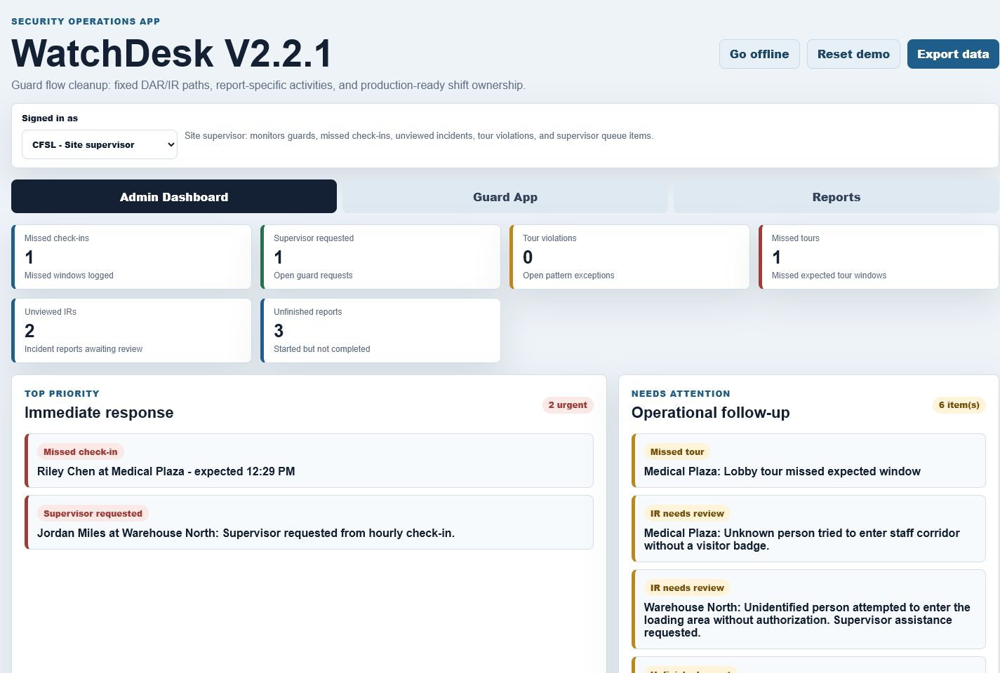 SECURITY OPERATIONS APP
WatchDesk V2.2.1
Go offline
Reset demo
Export data
Guard flow cleanup: fixed DAR/IR paths, report-specific activities, and production-ready shift ownership.
Signed in as
CFSL - Site supervisor
Site supervisor: monitors guards, missed check-ins, unviewed incidents, tour violations, and supervisor queue items.
Admin Dashboard
Guard App
Reports
Missed check-ins
1
Missed windows logged
Supervisor requested
1
Open guard requests
Tour violations
0
Open pattern exceptions
Missed tours
1
Missed expected tour windows
Unviewed IRs
2
Incident reports awaiting review
Unfinished reports
3
Started but not completed
TOP PRIORITY
Immediate response
2 urgent
Missed check-in
Riley Chen at Medical Plaza - expected 12:29 PM
Supervisor requested
Jordan Miles at Warehouse North: Supervisor requested from hourly check-in.
NEEDS ATTENTION
Operational follow-up
6 item(s)
Missed tour
Medical Plaza: Lobby tour missed expected window
IR needs review
Medical Plaza: Unknown person tried to enter staff corridor
without a visitor badge.
IR needs review
Warehouse North: Unidentified person attempted to enter the
loading area without authorization. Supervisor assistance
requested.